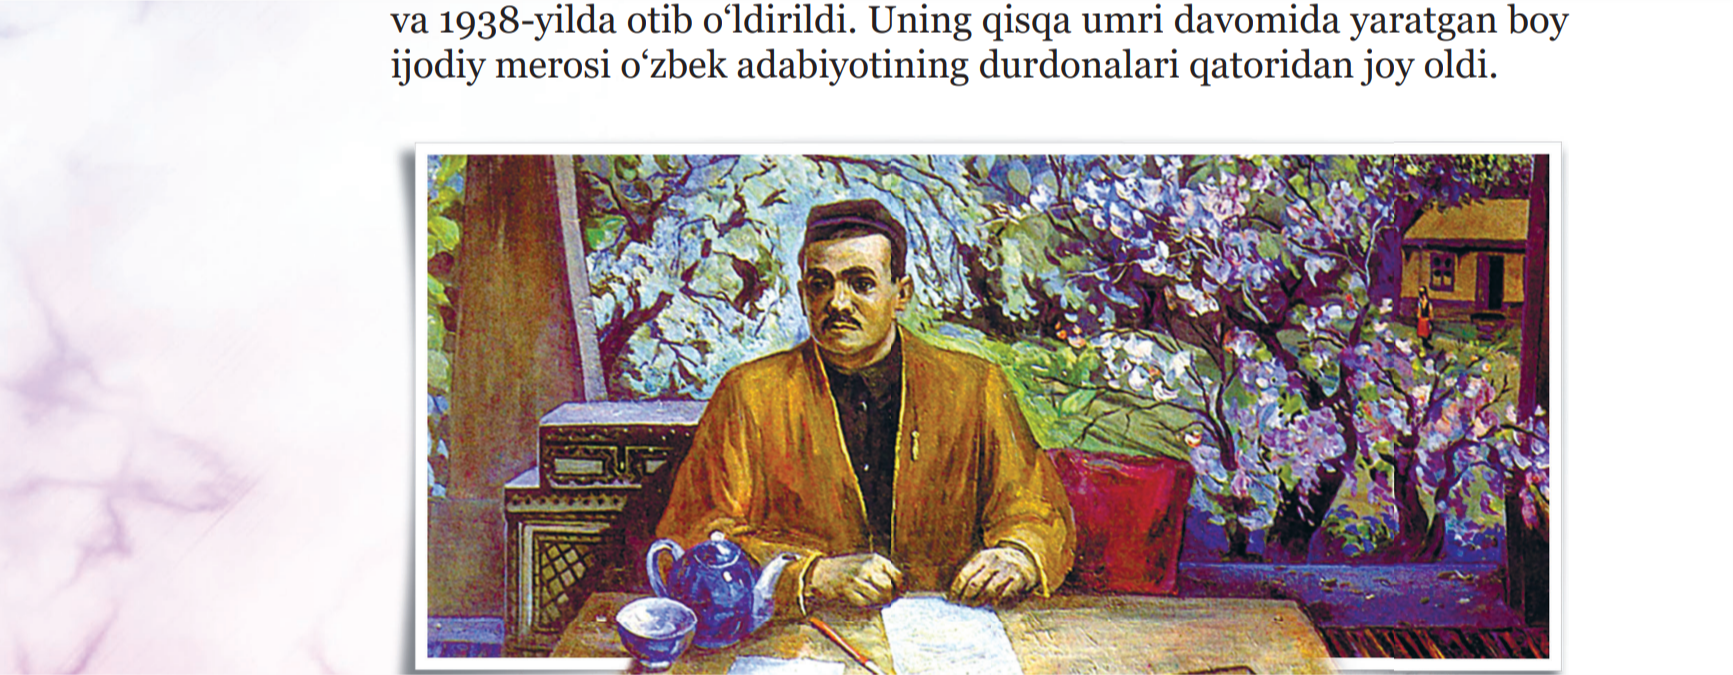 va 1938-yilda otib o‘ldirildi. Uning qisqa umri davomida yaratgan boy
ijodiy merosi o‘zbek adabiyotining durdonalari qatoridan joy oldi.